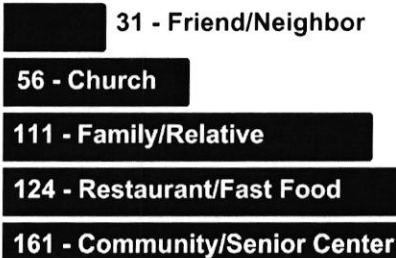 31 - Friend/Neighbor
56 - Church
111 - Family/Relative
124 - Restaurant/Fast Food
161 - Community/Senior Center